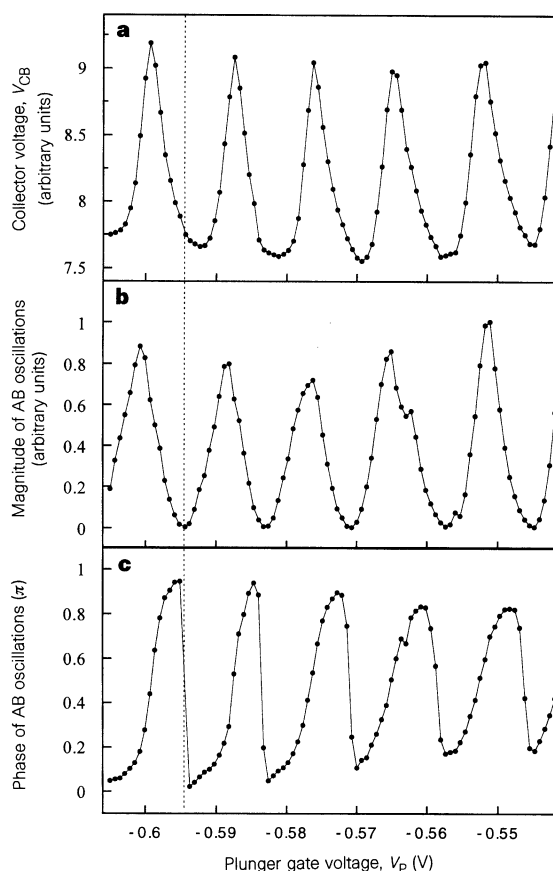 a
Collector voltage, V_CB
(arbitrary units)
9
8.5
8
7.5
b
Magnitude of AB oscillations
(arbitrary units)
1
0.8
0.6
0.4
0.2
0
c
Phase of AB oscillations (π)
1
0.8
0.6
0.4
0.2
0
-0.6 -0.59 -0.58 -0.57 -0.56 -0.55
Plunger gate voltage, V_P (V)